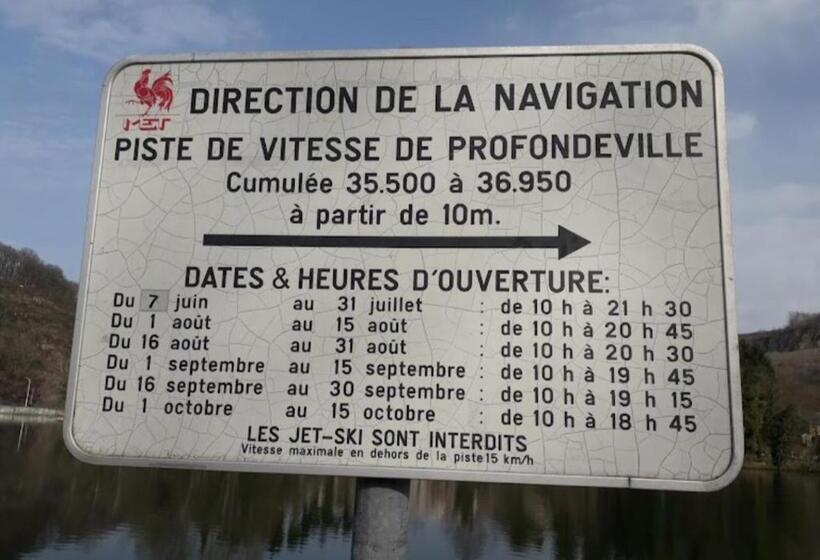 MET
DIRECTION DE LA NAVIGATION
PISTE DE VITESSE DE PROFONDEVILLE
Cumulée 35.500 à 36.950
à partir de 10m.
DATES & HEURES D'OUVERTURE:
Du 7 juin au 31 juillet : de 10 h à 21 h 30
Du 1 août au 15 août : de 10 h à 20 h 45
Du 16 août au 31 août : de 10 h à 20 h 30
Du 1 septembre au 15 septembre : de 10 h à 19 h 45
Du 16 septembre au 30 septembre : de 10 h à 19 h 15
Du 1 octobre au 15 octobre : de 10 h à 18 h 45
LES JET-SKI SONT INTERDITS
Vitesse maximale en dehors de la piste 15 km/h